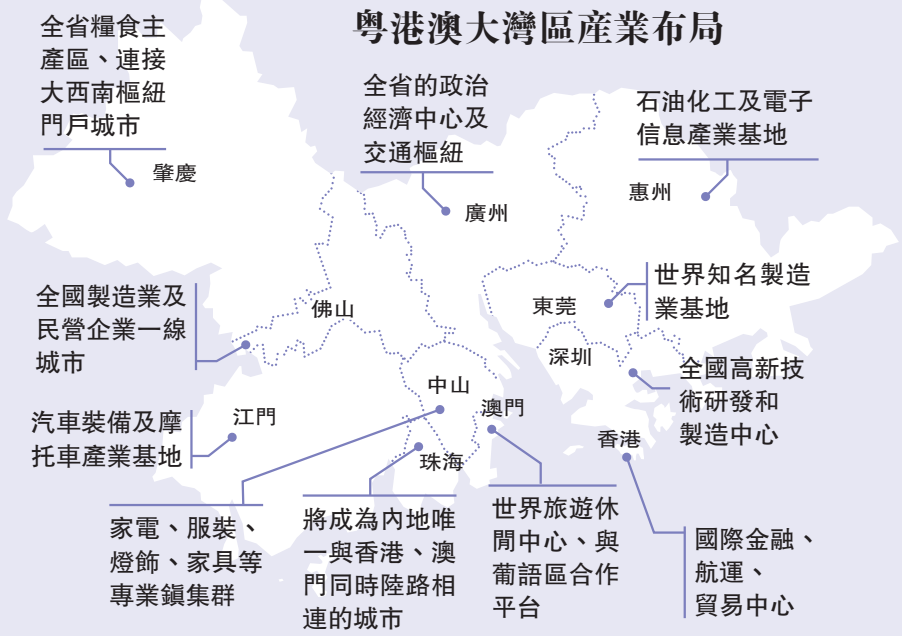 粵港澳大灣區産業布局
全省糧食主
產區、連接
大西南樞紐
門戶城市
肇慶
全省的政治
經濟中心及
交通樞紐
廣州
石油化工及電子
信息產業基地
惠州
全國製造業及
民營企業一線
城市
佛山
東莞
世界知名製造
業基地
深圳
全國高新技
術研發和
製造中心
汽車裝備及摩
托車產業基地
江門
中山
澳門
珠海
香港
家電、服裝、
燈飾、家具等
專業鎮集群
將成為內地唯
一與香港、澳
門同時陸路相
連的城市
世界旅遊休
閒中心、與
葡語區合作
平台
國際金融、
航運、
貿易中心